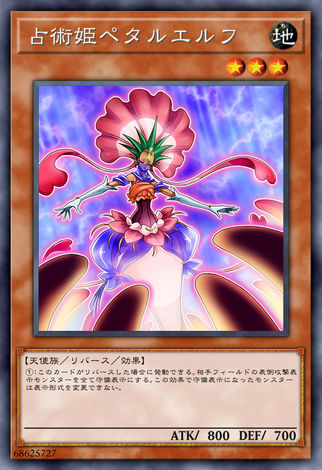 占術姫ペタルエルフ
地
【天使族／リバース／効果】
①:このカードがリバースした場合に発動できる。相手フィールドの表側攻撃表
示モンスターを全て守備表示にする。この効果で守備表示になったモンスター
は表示形式を変更できない。
ATK/ 800 DEF/ 700
68625727